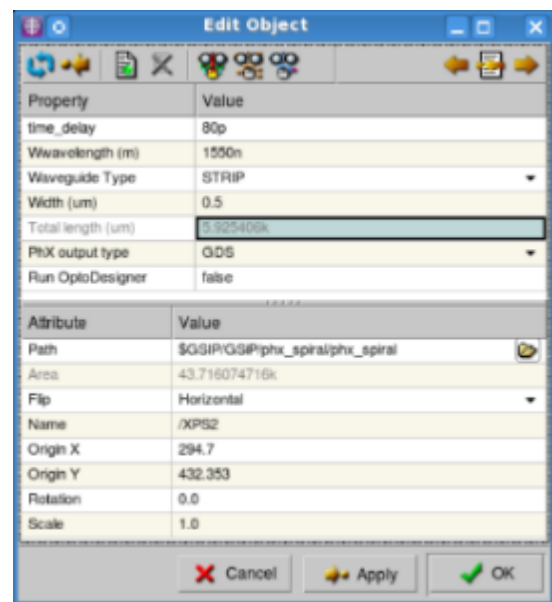 Edit Object
Property Value
time_delay 80p
Wwavelength (m) 1550n
Waveguide Type STRIP
Width (um) 0.5
Total length (um) 5.925406k
PhX output type GDS
Run OptoDesigner false
Attribute Value
Path $GSIP/GSiP/phx_spiral/phx_spiral
Area 43.716074716k
Flip Horizontal
Name /XPS2
Origin X 294.7
Origin Y 432.353
Rotation 0.0
Scale 1.0
Cancel Apply OK